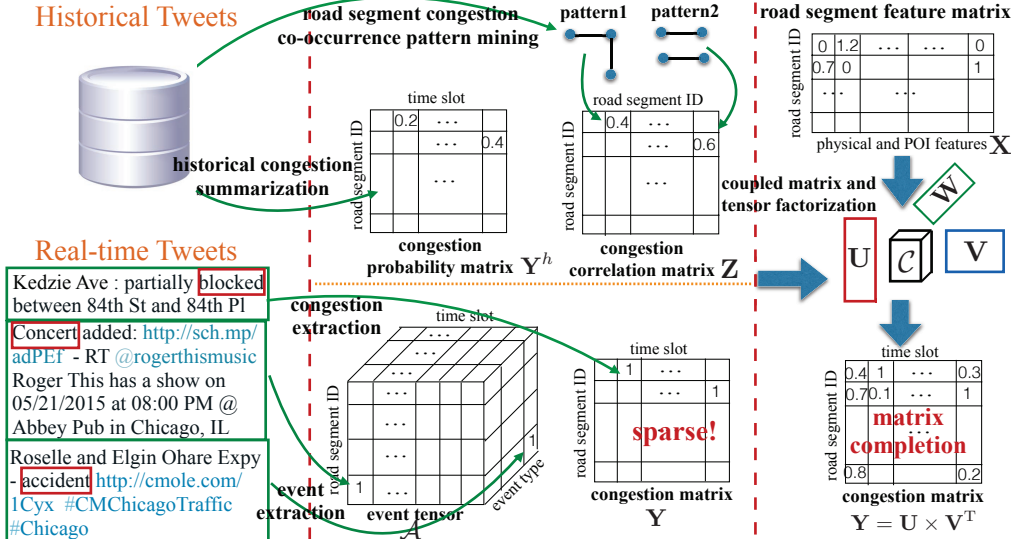 Historical Tweets
road segment congestion
co-occurrence pattern mining
pattern1
pattern2
historical congestion
summarization
time slot
road segment ID
0.2 ...
... 0.4
...
congestion
probability matrix Y^h
road segment ID
road segment ID
0.4 ...
... 0.6
...
congestion
correlation matrix Z
road segment feature matrix
road segment ID
0 1.2 ... ... 0
0.7 0 1
... ...
physical and POI features X
coupled matrix and
tensor factorization
W
U
C
V
Real-time Tweets
Kedzie Ave : partially blocked
between 84th St and 84th Pl
Concert added: http://sch.mp/
adPEf - RT @rogerthismusic
Roger This has a show on
05/21/2015 at 08:00 PM @
Abbey Pub in Chicago, IL
Roselle and Elgin Ohare Expy
- accident http://cmole.com/
1Cyx #CMChicagoTraffic
#Chicago
congestion
extraction
event
extraction
time slot
road segment ID
...
...
...
1 ...
1
event type
event tensor
A
time slot
road segment ID
1 ...
... 1
...
sparse!
congestion matrix
Y
time slot
road segment ID
0.4 1 ... 0.3
0.7 0.1 ... 1
matrix
...
completion
0.8 0.2
congestion matrix
Y = U × V^T